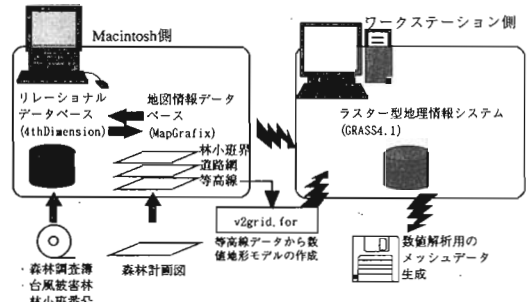 Macintosh側
ワークステーション側
リレーショナル
データベース
(4thDimension)
地図情報データ
ベース
(MapGrafix)
ラスター型地理情報システム
(GRASS4.1)
林小班界
道路網
等高線
v2grid.for
等高線データから数
値地形モデルの作成
数値解析用の
メッシュデータ
生成
・森林調査簿
・台風被害林
森林計画図
林小班番号